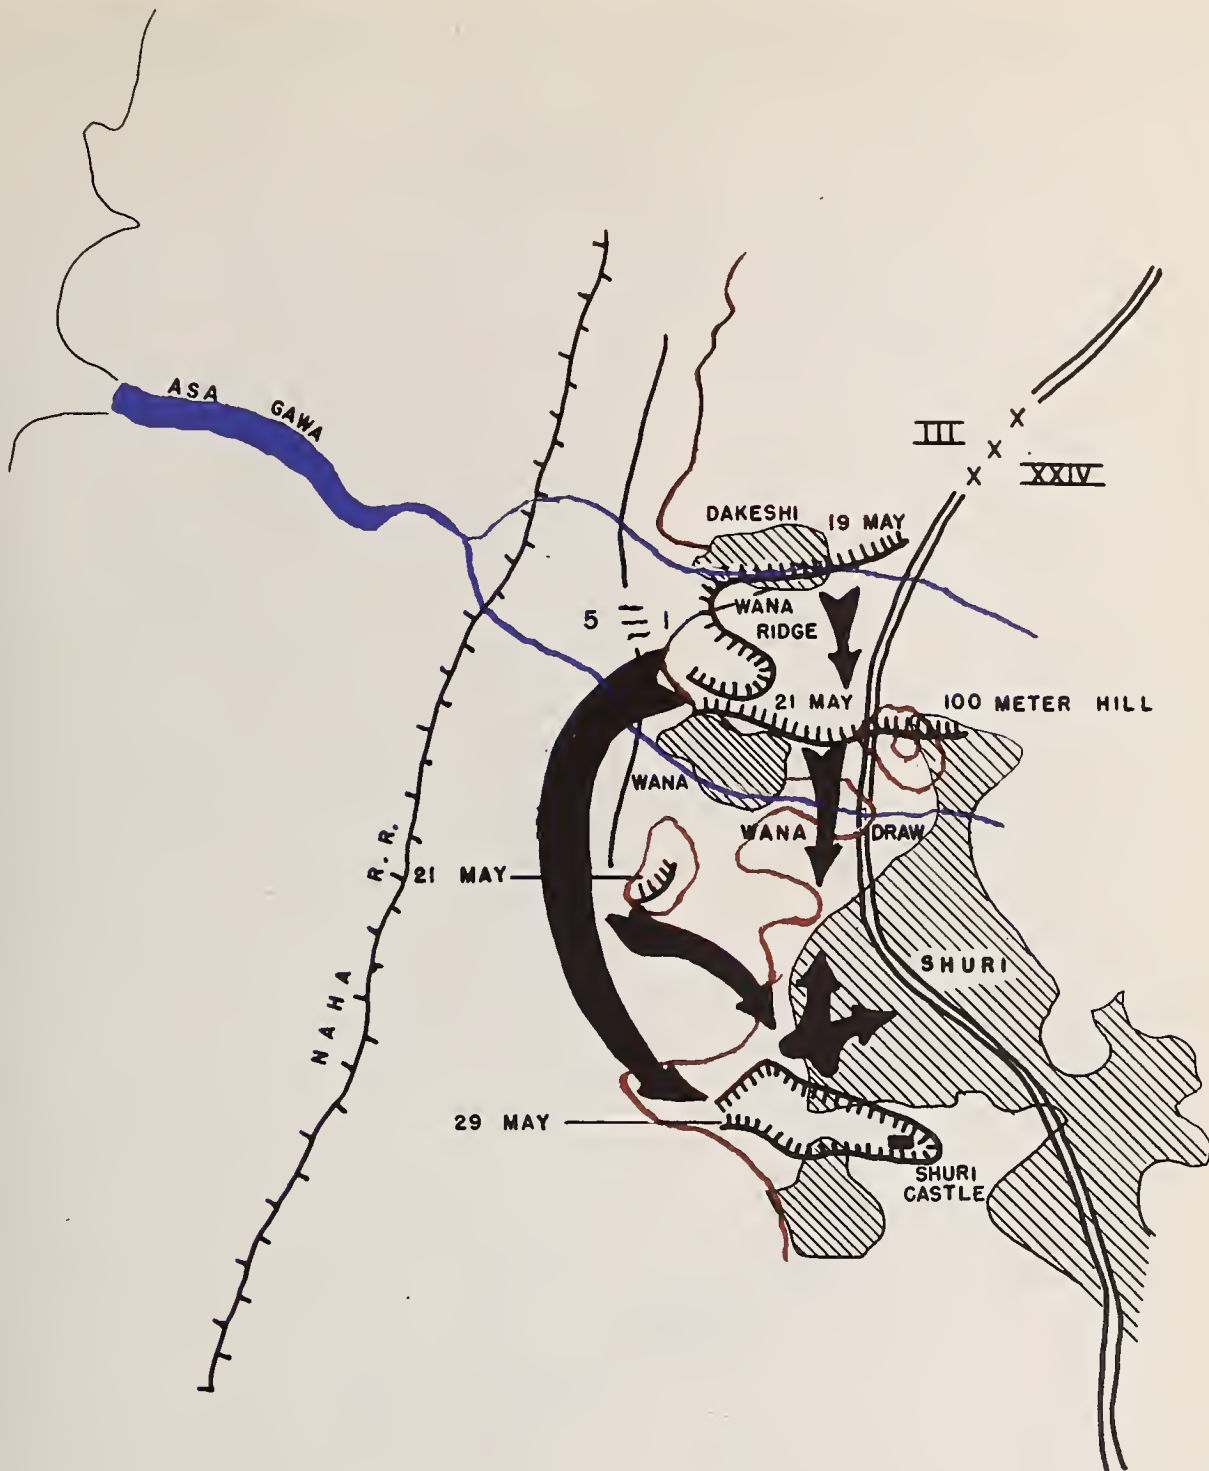 ASA GAWA
III
XXIV
DAKESHI
19 MAY
5 1
WANA
RIDGE
21 MAY
100 METER HILL
WANA
WANA DRAW
21 MAY
NAHA R. R.
SHURI
29 MAY
SHURI
CASTLE